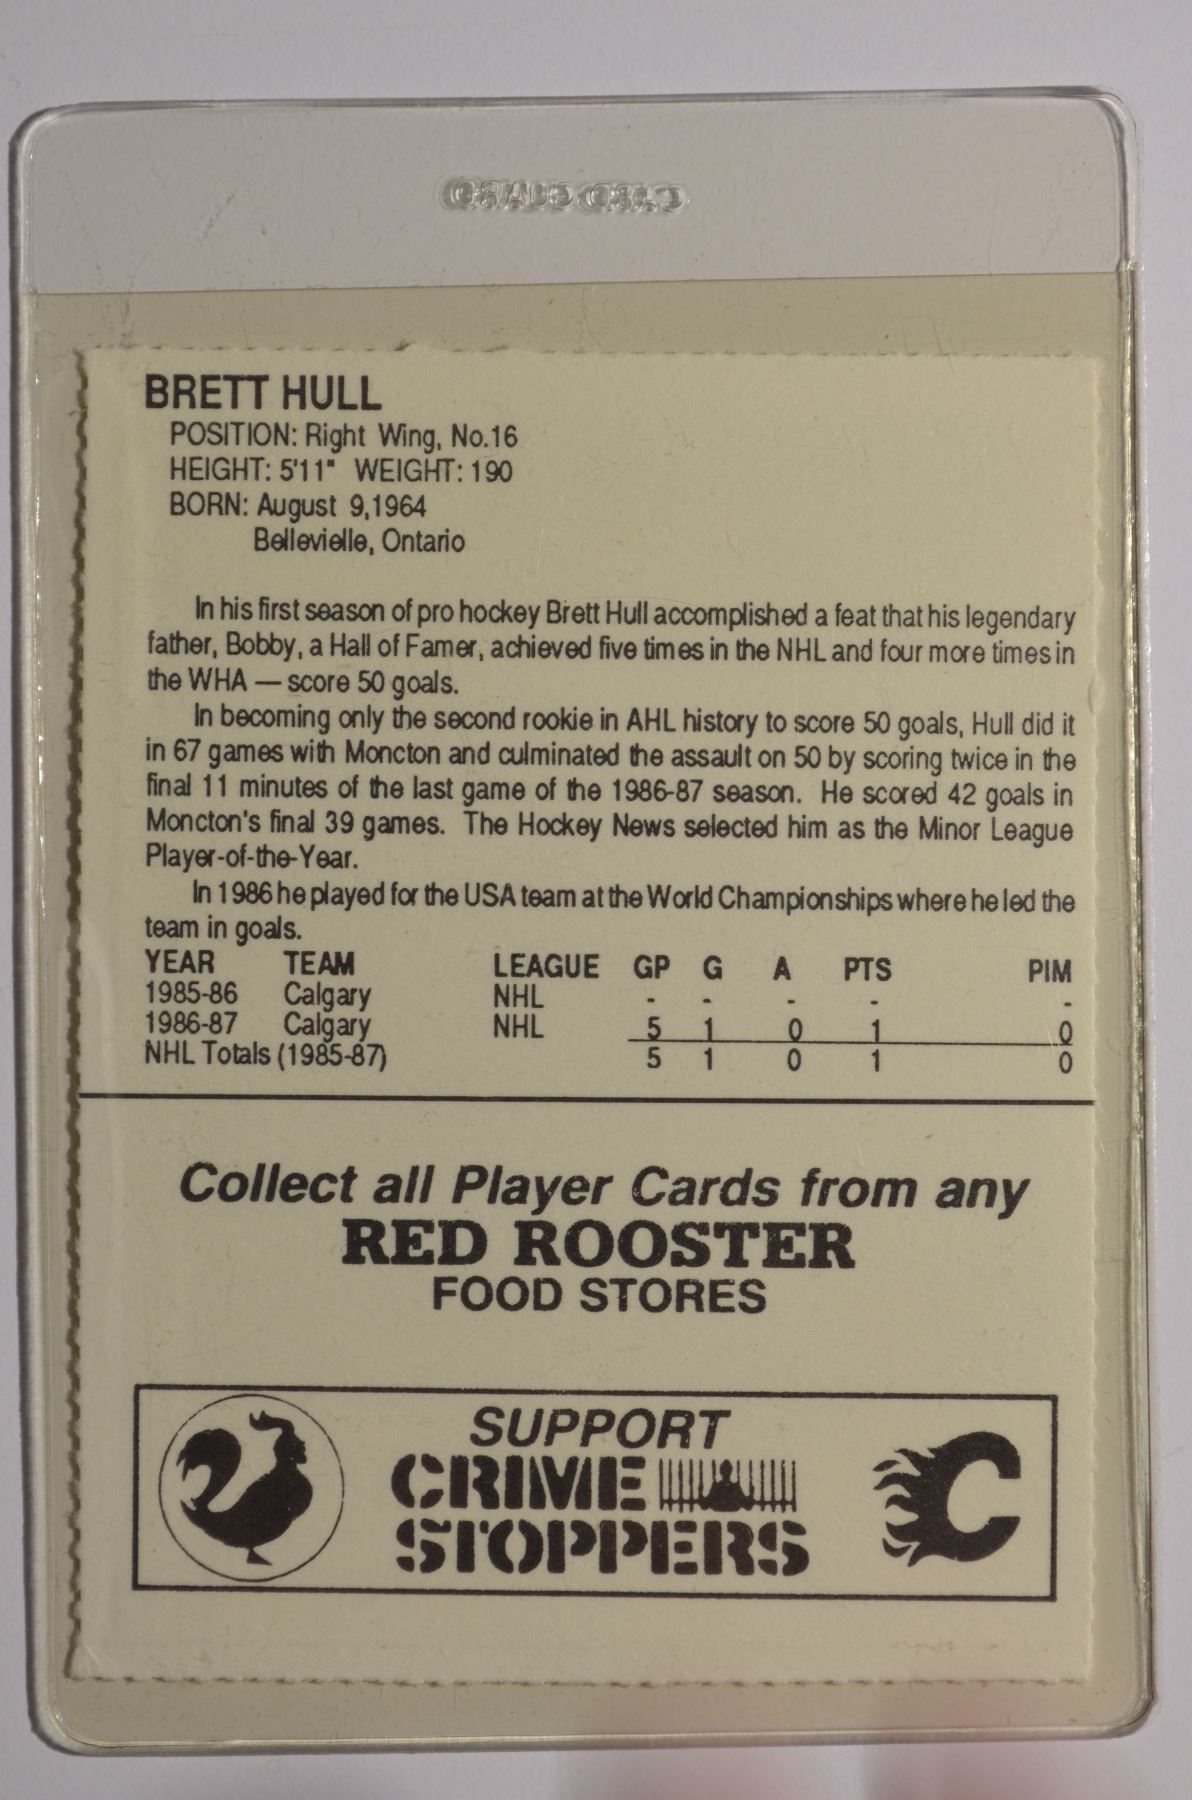 CARD GUARD
BRETT HULL
POSITION: Right Wing, No.16
HEIGHT: 5'11" WEIGHT: 190
BORN: August 9,1964
Bellevielle, Ontario
In his first season of pro hockey Brett Hull accomplished a feat that his legendary
father, Bobby, a Hall of Famer, achieved five times in the NHL and four more times in
the WHA — score 50 goals.
In becoming only the second rookie in AHL history to score 50 goals, Hull did it
in 67 games with Moncton and culminated the assault on 50 by scoring twice in the
final 11 minutes of the last game of the 1986-87 season. He scored 42 goals in
Moncton's final 39 games. The Hockey News selected him as the Minor League
Player-of-the-Year.
In 1986 he played for the USA team at the World Championships where he led the
team in goals.
YEAR TEAM LEAGUE GP G A PTS PIM
1985-86 Calgary NHL - - - - -
1986-87 Calgary NHL 5 1 0 1 0
NHL Totals (1985-87) 5 1 0 1 0
Collect all Player Cards from any
RED ROOSTER
FOOD STORES
SUPPORT
CRIME
STOPPERS
C